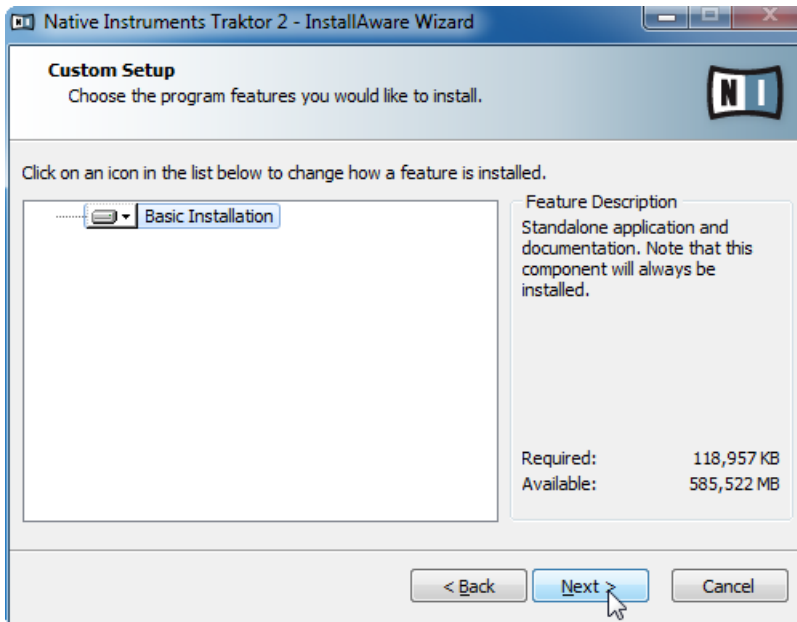 Native Instruments Traktor 2 - InstallAware Wizard
Custom Setup
Choose the program features you would like to install.
N I
Click on an icon in the list below to change how a feature is installed.
Basic Installation
Feature Description
Standalone application and
documentation. Note that this
component will always be
installed.
Required: 118,957 KB
Available: 585,522 MB
< Back Next > Cancel